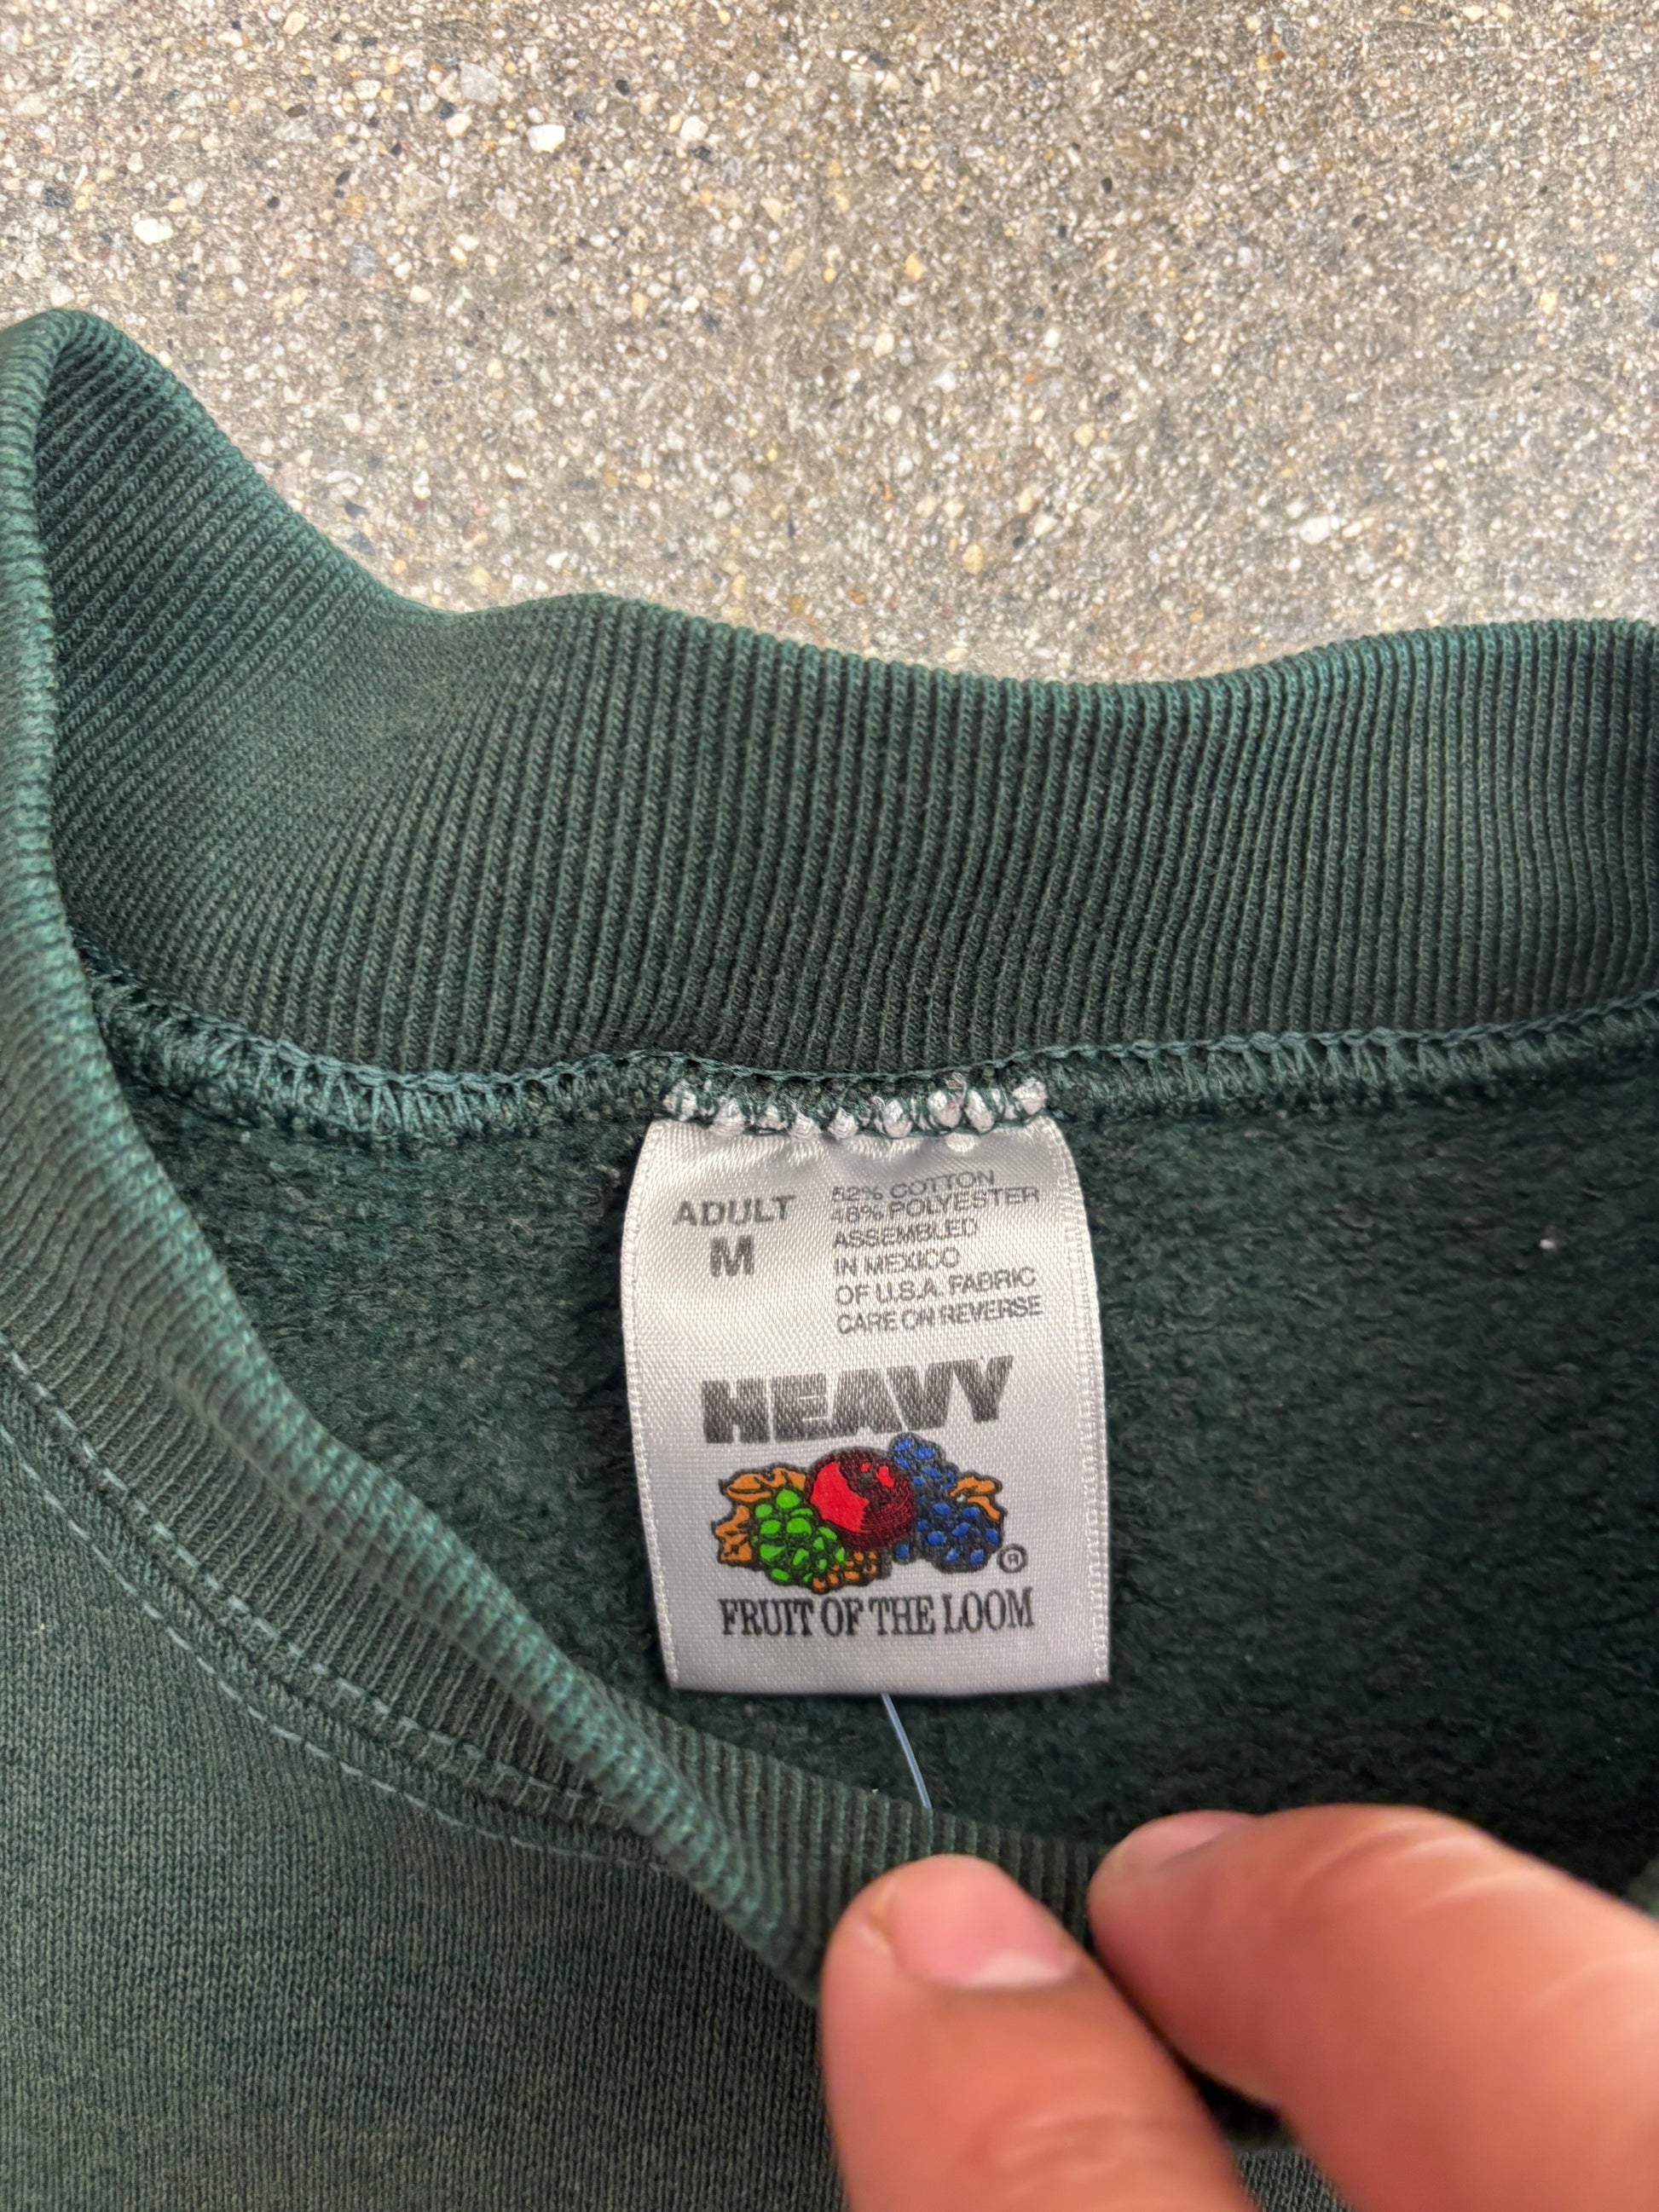 ADULT
M
52% COTTON
48% POLYESTER
ASSEMBLED
IN MEXICO
OF U.S.A. FABRIC
CARE ON REVERSE
HEAVY
®
FRUIT OF THE LOOM